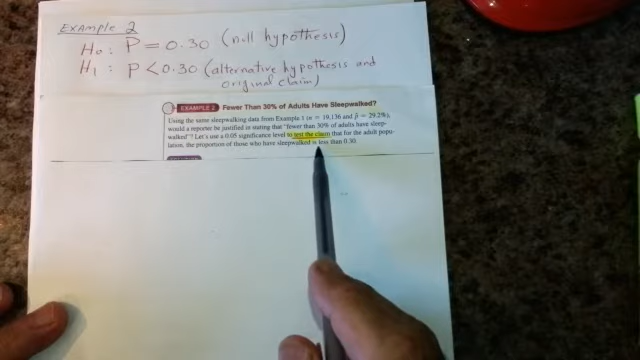 EXAMPLE 2
H₀: P = 0.30 (null hypothesis)
H₁: P < 0.30 (alternative hypothesis and
original claim)
EXAMPLE 2 Fewer Than 30% of Adults Have Sleepwalked?
Using the same sleepwalking data from Example 1 (n = 19,136 and p̂ = 29.2%),
would a reporter be justified in stating that "fewer than 30% of adults have sleep-
walked"? Let's use a 0.05 significance level to test the claim that for the adult popu-
lation, the proportion of those who have sleepwalked is less than 0.30.